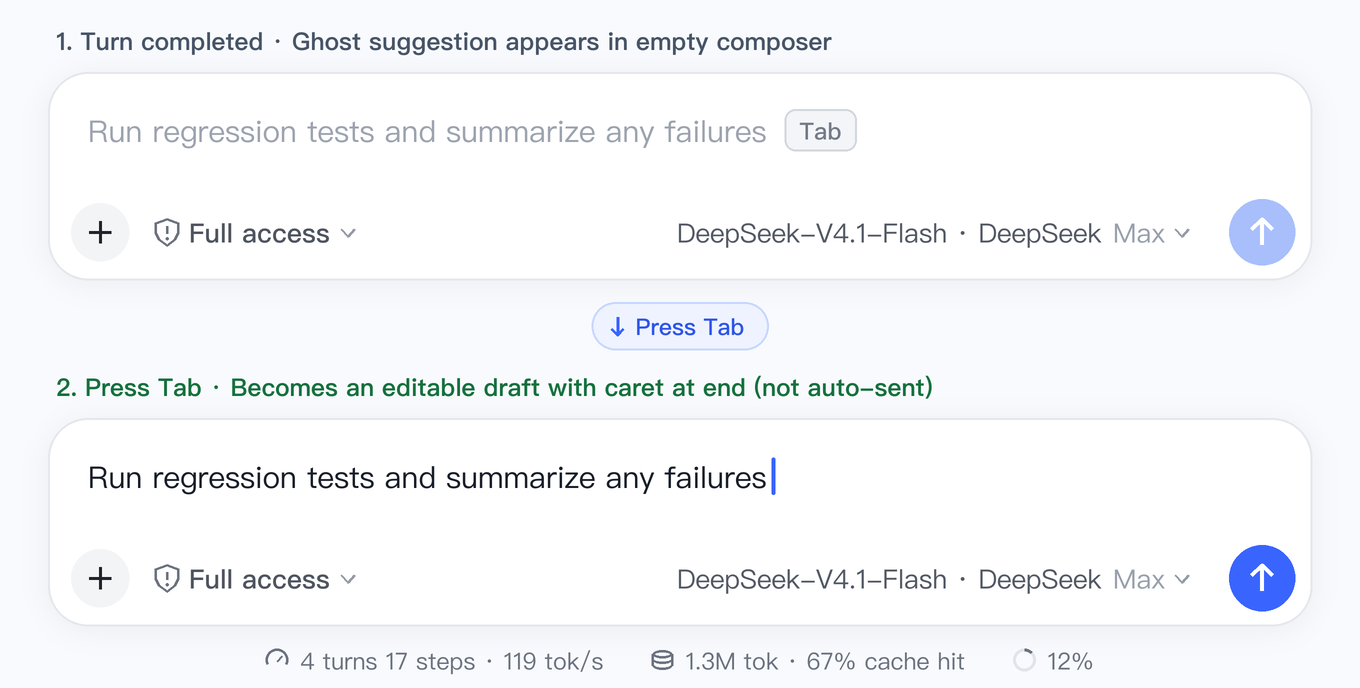 1. Turn completed · Ghost suggestion appears in empty composer
Run regression tests and summarize any failures Tab
Full access DeepSeek-V4.1-Flash · DeepSeek Max
Press Tab
2. Press Tab · Becomes an editable draft with caret at end (not auto-sent)
Run regression tests and summarize any failures
Full access DeepSeek-V4.1-Flash · DeepSeek Max
4 turns 17 steps · 119 tok/s 1.3M tok · 67% cache hit 12%